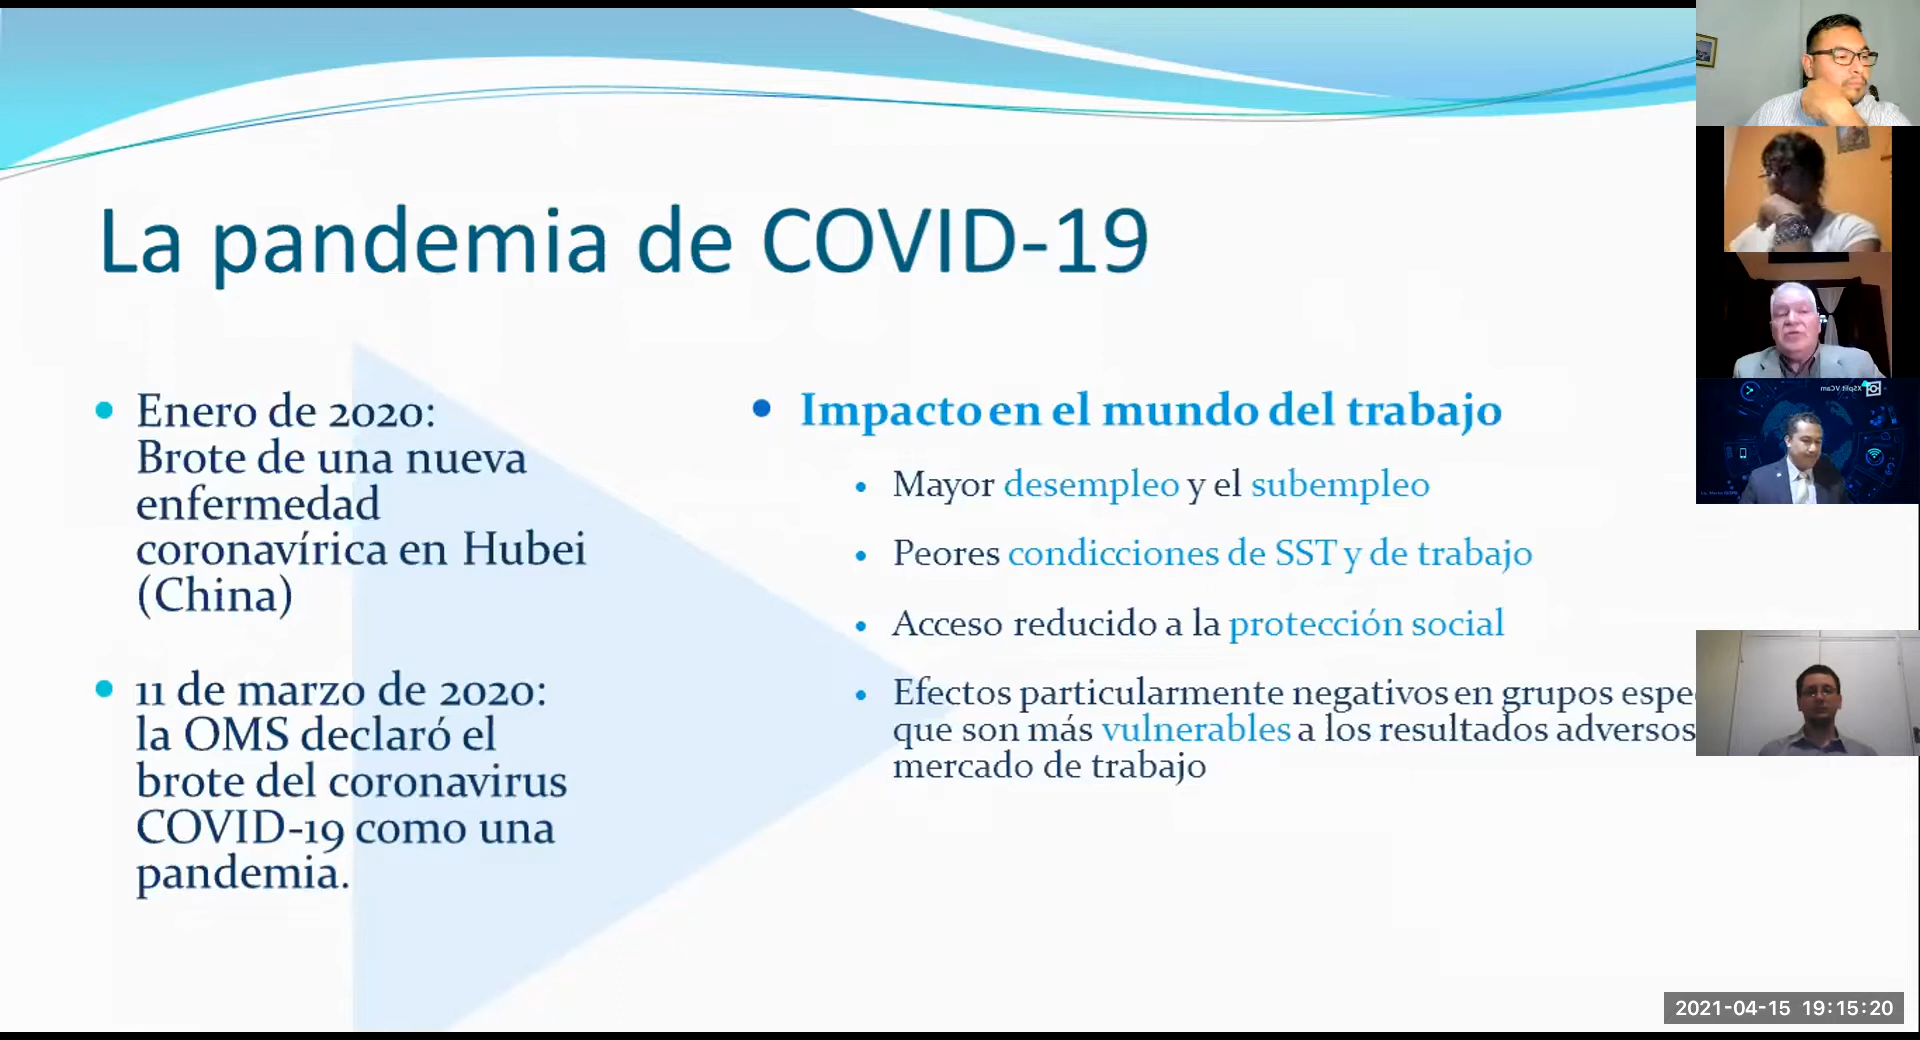 La pandemia de COVID-19
Enero de 2020:
Brote de una nueva
enfermedad
coronavírica en Hubei
(China)
11 de marzo de 2020:
la OMS declaró el
brote del coronavirus
COVID-19 como una
pandemia.
Impacto en el mundo del trabajo
Mayor desempleo y el subempleo
Peores condicciones de SST y de trabajo
Acceso reducido a la protección social
Efectos particularmente negativos en grupos
que son más vulnerables a los resultados adversos
mercado de trabajo
XSplit VCam
2021-04-15 19:15:20